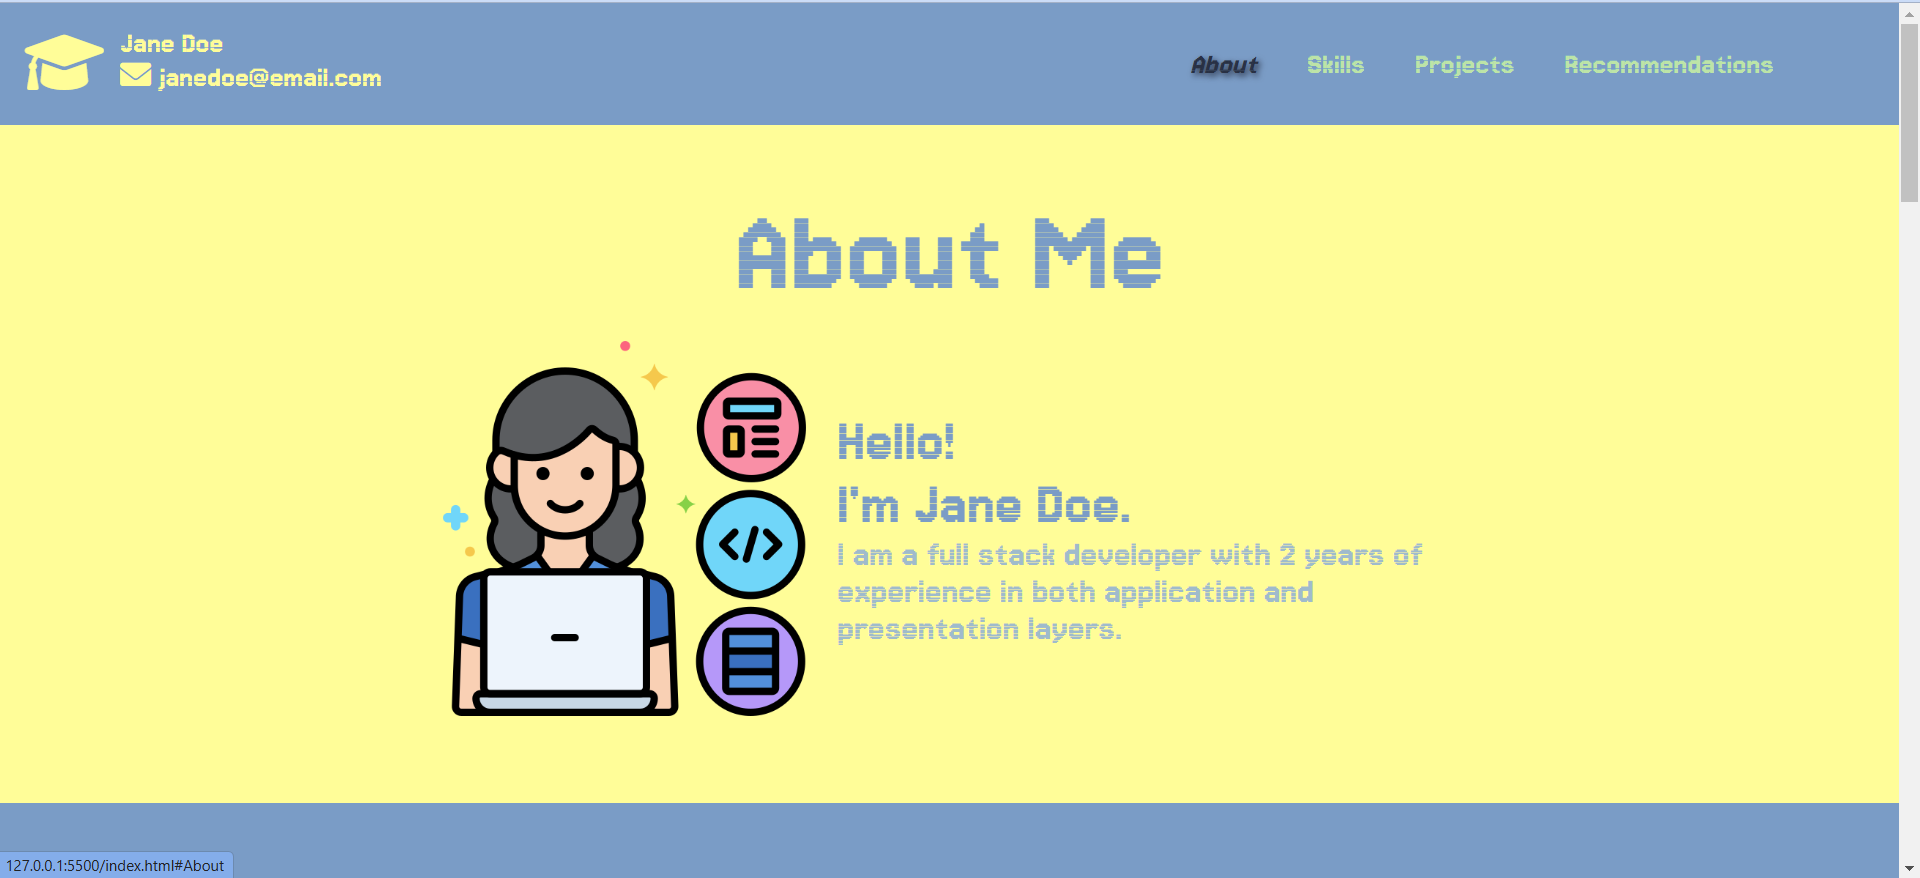 Jane Doe
janedoe@email.com
About Skills Projects Recommendations
About Me
Hello!
I'm Jane Doe.
I am a full stack developer with 2 years of
experience in both application and
presentation layers.
127.0.0.1:5500/index.html#About